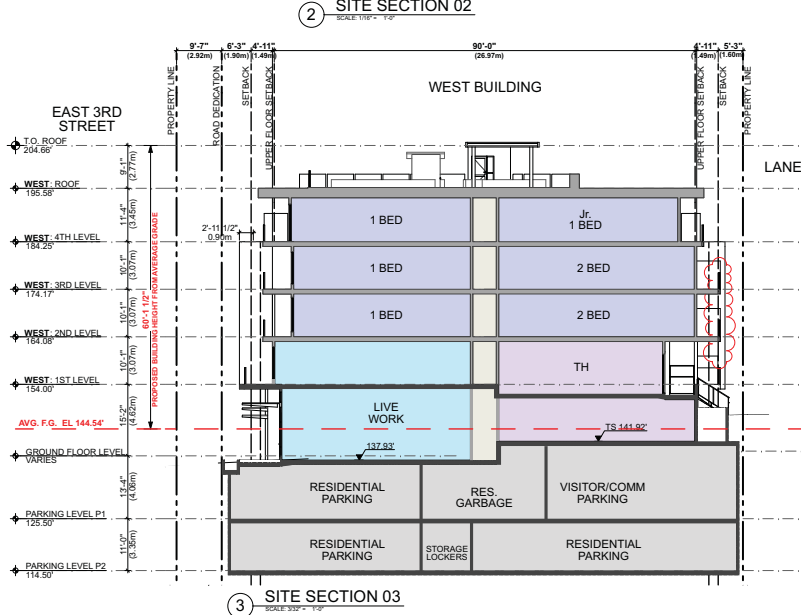 2 SITE SECTION 02
SCALE: 1/16" = 1'-0"
9'-7" 6'-3" 4'-11" 90'-0" 4'-11" 5'-3"
(2.92m) (1.90m) (1.49m) (26.97m) (1.49m) (1.60m)
PROPERTY LINE
ROAD DEDICATION
SETBACK
UPPER FLOOR SETBACK
WEST BUILDING
UPPER FLOOR SETBACK
SETBACK
PROPERTY LINE
EAST 3RD
STREET
LANE
T.O. ROOF
204.66'
9'-1"
(2.77m)
WEST: ROOF
195.58'
11'-4"
(3.45m)
1 BED
Jr.
1 BED
2'-11 1/2"
0.90m
WEST: 4TH LEVEL
184.25'
10'-1"
(3.07m)
1 BED
2 BED
WEST: 3RD LEVEL
174.17'
10'-1"
(3.07m)
60'-1 1/2"
PROPOSED BUILDING HEIGHT FROM AVERAGE GRADE
1 BED
2 BED
WEST: 2ND LEVEL
164.08'
10'-1"
(3.07m)
TH
WEST: 1ST LEVEL
154.00'
15'-2"
(4.62m)
LIVE
WORK
AVG. F.G. EL 144.54'
TS 141.92'
137.93'
GROUND FLOOR LEVEL
VARIES
13'-4"
(4.06m)
RESIDENTIAL
PARKING
RES.
GARBAGE
VISITOR/COMM
PARKING
PARKING LEVEL P1
125.50'
11'-0"
(3.35m)
RESIDENTIAL
PARKING
STORAGE
LOCKERS
RESIDENTIAL
PARKING
PARKING LEVEL P2
114.50'
3 SITE SECTION 03
SCALE: 3/32" = 1'-0"